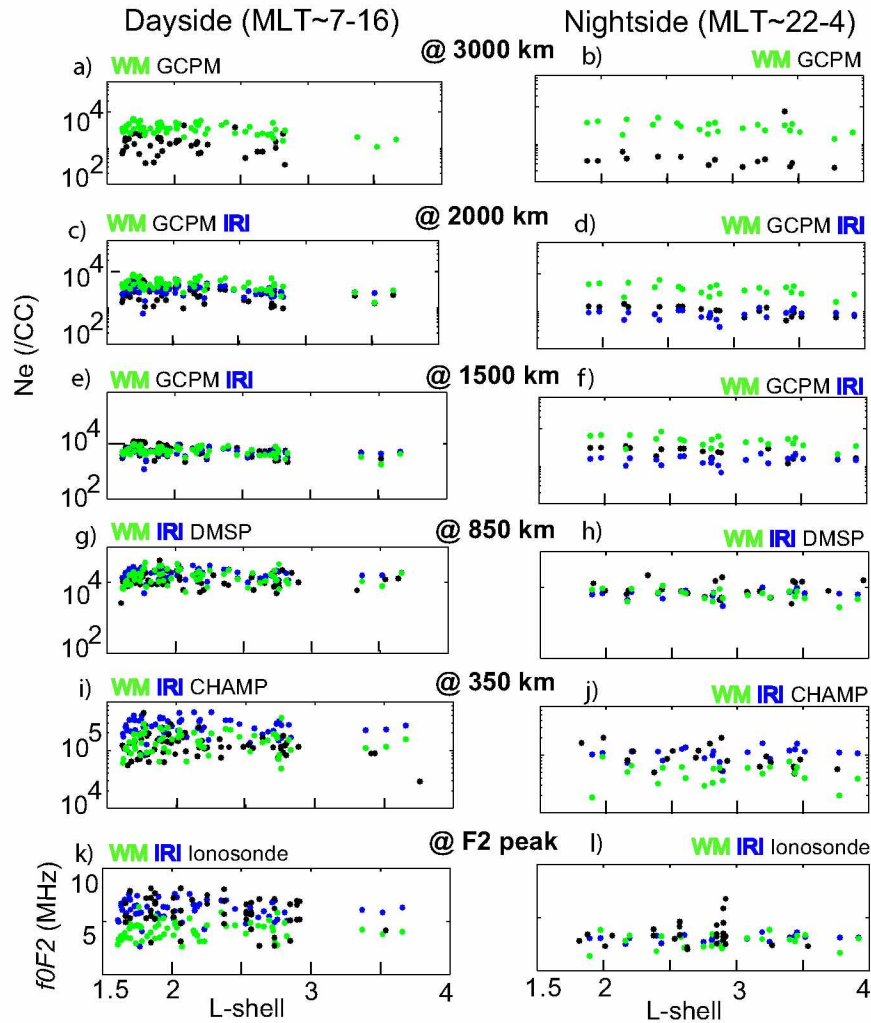 Dayside (MLT~7-16)
Nightside (MLT~22-4)
@ 3000 km
a) WM GCPM
b)
WM GCPM
10^4
10^2
@ 2000 km
c) WM GCPM IRI
d)
WM GCPM IRI
10^4
10^2
Ne (/CC)
@ 1500 km
e) WM GCPM IRI
f)
WM GCPM IRI
10^4
10^2
@ 850 km
g) WM IRI DMSP
h)
WM IRI DMSP
10^4
10^2
@ 350 km
i) WM IRI CHAMP
j)
WM IRI CHAMP
10^5
10^4
@ F2 peak
k) WM IRI Ionosonde
l)
WM IRI Ionosonde
10
5
f0F2 (MHz)
1.5 2 3 4
1.5 2 3 4
L-shell
L-shell